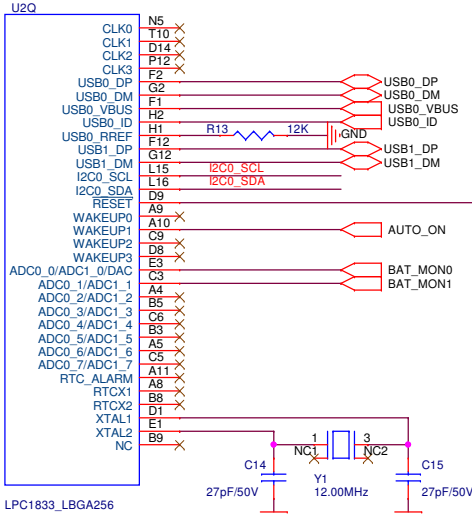 U2Q
CLK0 N5
CLK1 T10
CLK2 D14
CLK3 P12
USB0_DP F2 USB0_DP
USB0_DM G2 USB0_DM
USB0_VBUS F1 USB0_VBUS
USB0_ID H2 USB0_ID
USB0_RREF H1 R13 12K GND
USB1_DP F12 USB1_DP
USB1_DM G12 USB1_DM
I2C0_SCL L15 I2C0_SCL
I2C0_SDA L16 I2C0_SDA
RESET D9
WAKEUP0 A9
WAKEUP1 A10 AUTO_ON
WAKEUP2 C9
WAKEUP3 D8
ADC0_0/ADC1_0/DAC E3 BAT_MON0
ADC0_1/ADC1_1 C3 BAT_MON1
ADC0_2/ADC1_2 A4
ADC0_3/ADC1_3 B5
ADC0_4/ADC1_4 C6
ADC0_5/ADC1_5 B3
ADC0_6/ADC1_6 A5
ADC0_7/ADC1_7 C5
RTC_ALARM A11
RTCX1 A8
RTCX2 B8
XTAL1 D1
XTAL2 E1
NC B9
1 3
NC1 NC2
C14 Y1 C15
27pF/50V 12.00MHz 27pF/50V
LPC1833_LBGA256